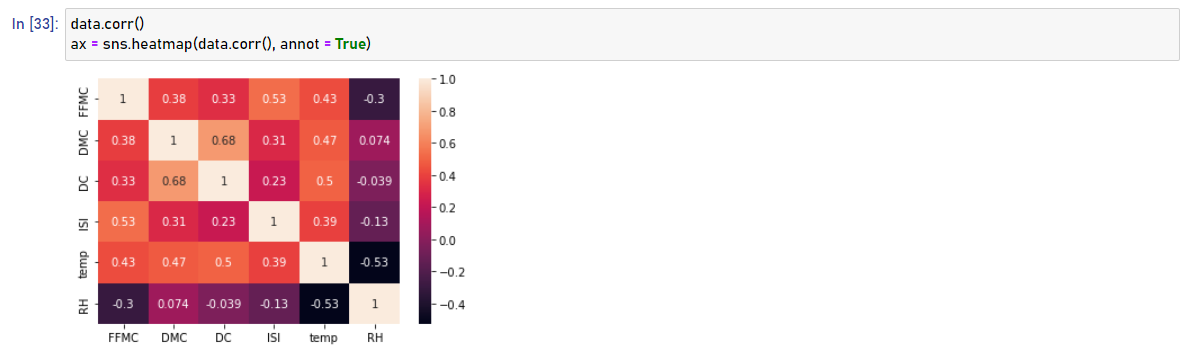 In [33]:
data.corr()
ax = sns.heatmap(data.corr(), annot = True)
FFMC 1 0.38 0.33 0.53 0.43 -0.3
DMC 0.38 1 0.68 0.31 0.47 0.074
DC 0.33 0.68 1 0.23 0.5 -0.039
ISI 0.53 0.31 0.23 1 0.39 -0.13
temp 0.43 0.47 0.5 0.39 1 -0.53
RH -0.3 0.074 -0.039 -0.13 -0.53 1
FFMC DMC DC ISI temp RH
1.0
0.8
0.6
0.4
0.2
0.0
-0.2
-0.4